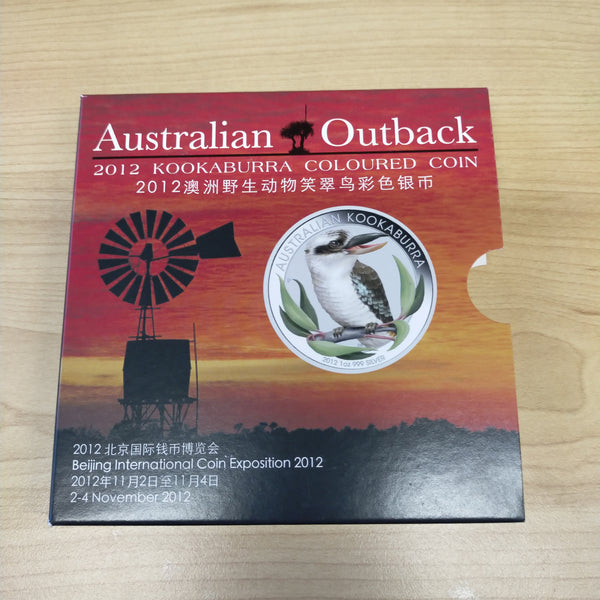 Australian Outback
2012 KOOKABURRA COLOURED COIN
2012澳洲野生动物笑翠鸟彩色银币
AUSTRALIAN KOOKABURRA
2012 1oz 999 SILVER
2012 北京国际钱币博览会
Beijing International Coin Exposition 2012
2012年11月2日至11月4日
2-4 November 2012